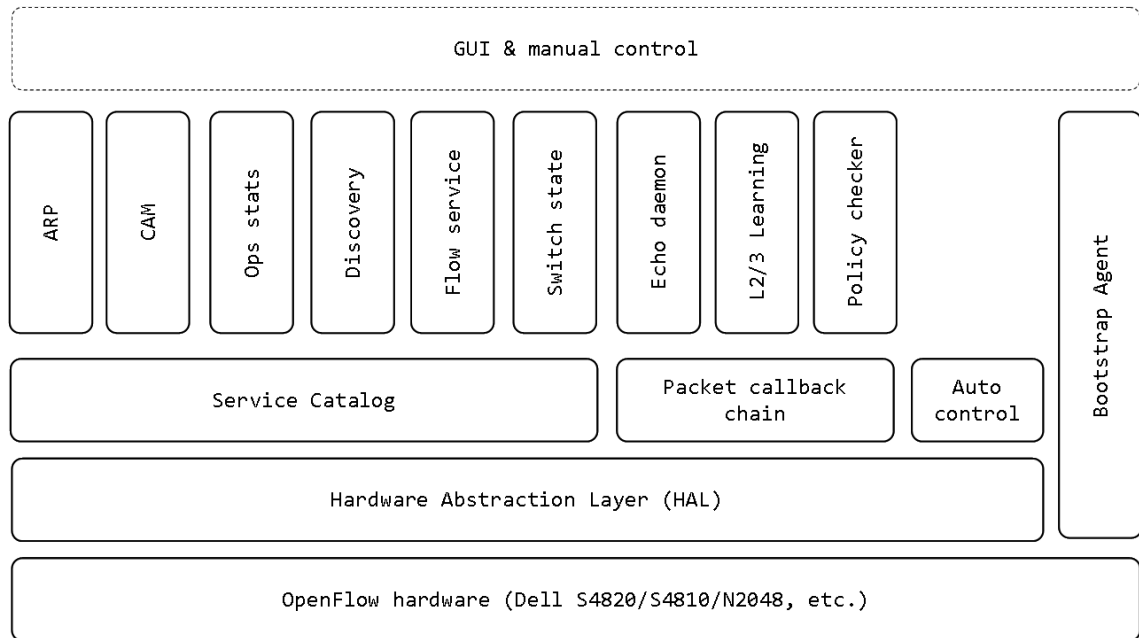 GUI & manual control
ARP
CAM
Ops stats
Discovery
Flow service
Switch state
Echo daemon
L2/3 Learning
Policy checker
Bootstrap Agent
Service Catalog
Packet callback
chain
Auto
control
Hardware Abstraction Layer (HAL)
OpenFlow hardware (Dell S4820/S4810/N2048, etc.)